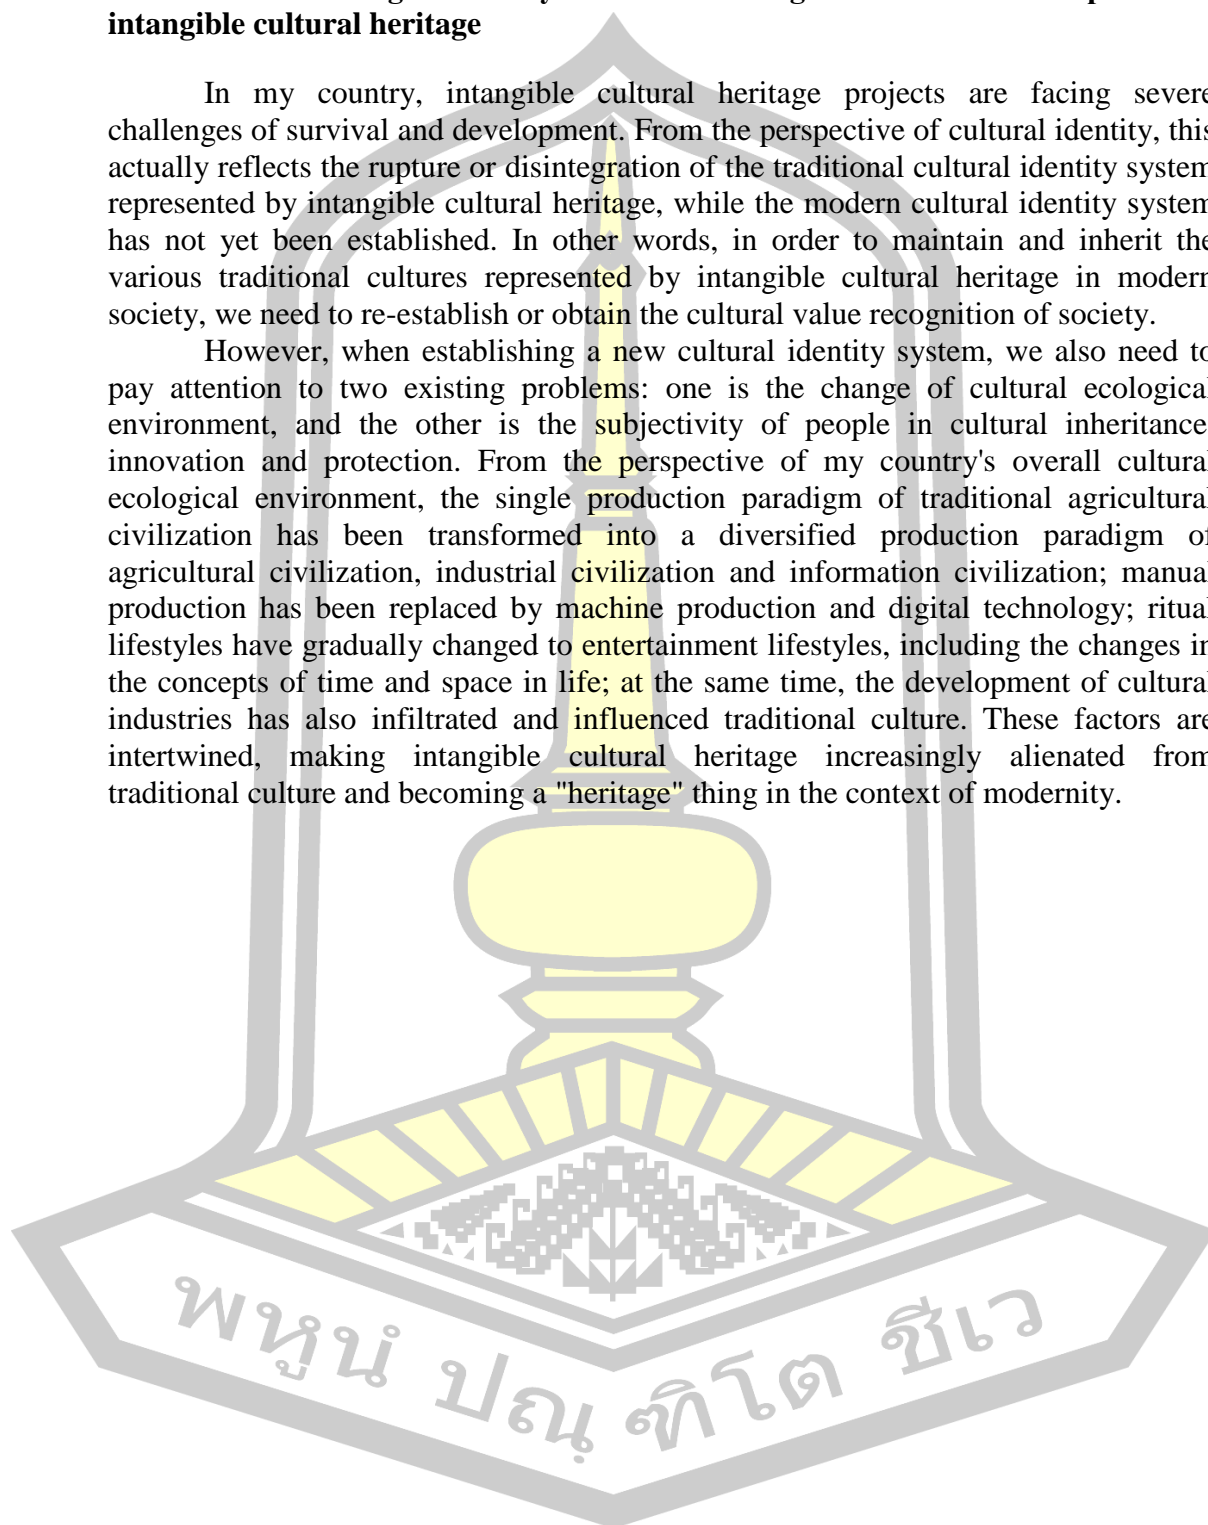 intangible cultural heritage
In my country, intangible cultural heritage projects are facing severe
challenges of survival and development. From the perspective of cultural identity, this
actually reflects the rupture or disintegration of the traditional cultural identity system
represented by intangible cultural heritage, while the modern cultural identity system
has not yet been established. In other words, in order to maintain and inherit the
various traditional cultures represented by intangible cultural heritage in modern
society, we need to re-establish or obtain the cultural value recognition of society.
However, when establishing a new cultural identity system, we also need to
pay attention to two existing problems: one is the change of cultural ecological
environment, and the other is the subjectivity of people in cultural inheritance
innovation and protection. From the perspective of my country's overall cultural
ecological environment, the single production paradigm of traditional agricultural
civilization has been transformed into a diversified production paradigm of
agricultural civilization, industrial civilization and information civilization; manual
production has been replaced by machine production and digital technology; ritual
lifestyles have gradually changed to entertainment lifestyles, including the changes in
the concepts of time and space in life; at the same time, the development of cultural
industries has also infiltrated and influenced traditional culture. These factors are
intertwined, making intangible cultural heritage increasingly alienated from
traditional culture and becoming a "heritage" thing in the context of modernity.
พหูนํ ปณฺฑิโต ชีเว